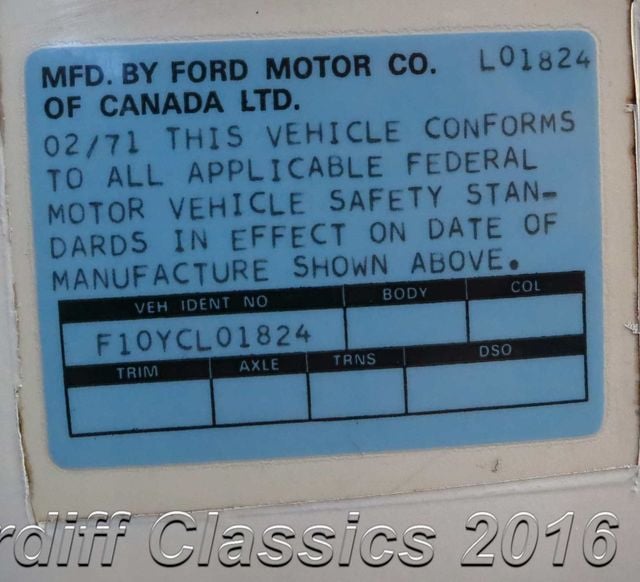 MFD. BY FORD MOTOR CO. L01824
OF CANADA LTD.
02/71 THIS VEHICLE CONFORMS
TO ALL APPLICABLE FEDERAL
MOTOR VEHICLE SAFETY STAN-
DARDS IN EFFECT ON DATE OF
MANUFACTURE SHOWN ABOVE.
VEH IDENT NO BODY COL
F10YCL01824
TRIM AXLE TRNS DSO
rdiff Classics 2016